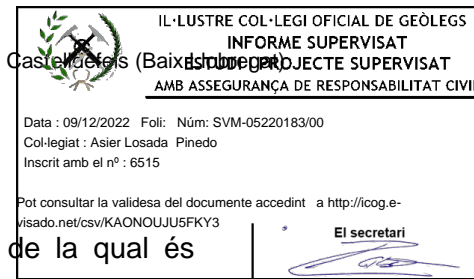 IL·LUSTRE COL·LEGI OFICIAL DE GEÒLEGS
INFORME SUPERVISAT
Castelldefels (Baix Llobregat).
ESTUDI I PROJECTE SUPERVISAT
AMB ASSEGURANÇA DE RESPONSABILITAT CIVIL
Data : 09/12/2022 Foli: Núm: SVM-05220183/00
Col·legiat : Asier Losada Pinedo
Inscrit amb el nº : 6515
Pot consultar la validesa del documente accedint a http://icog.e-
visado.net/csv/KAONOUJU5FKY3
El secretari
de la qual és